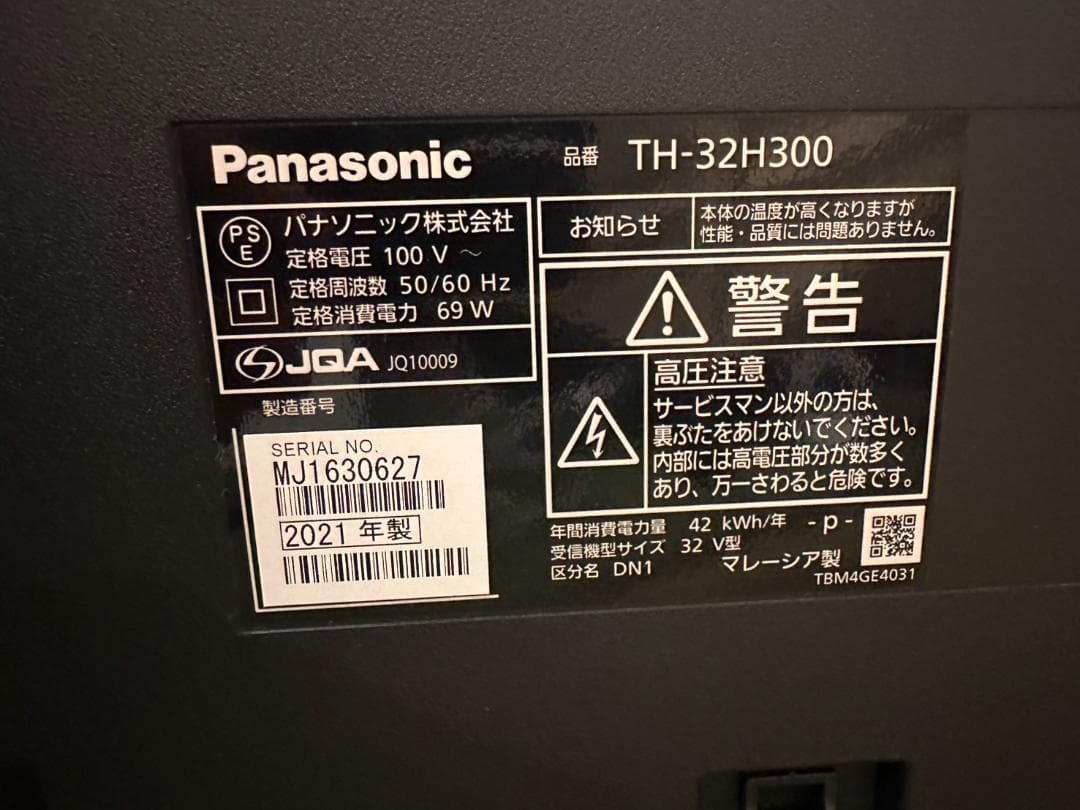 Panasonic 品番 TH-32H300
PS
E
パナソニック株式会社
定格電圧 100 V ～
定格周波数 50/60 Hz
定格消費電力 69 W
JQA JQ10009
製造番号
SERIAL NO.
MJ1630627
2021 年製
お知らせ
本体の温度が高くなりますが
性能・品質には問題ありません。
警告
高圧注意
サービスマン以外の方は、
裏ぶたをあけないでください。
内部には高電圧部分が数多く
あり、万一さわると危険です。
年間消費電力量 42 kWh/年 - p -
受信機型サイズ 32 V型
区分名 DN1 マレーシア製
TBM4GE4031